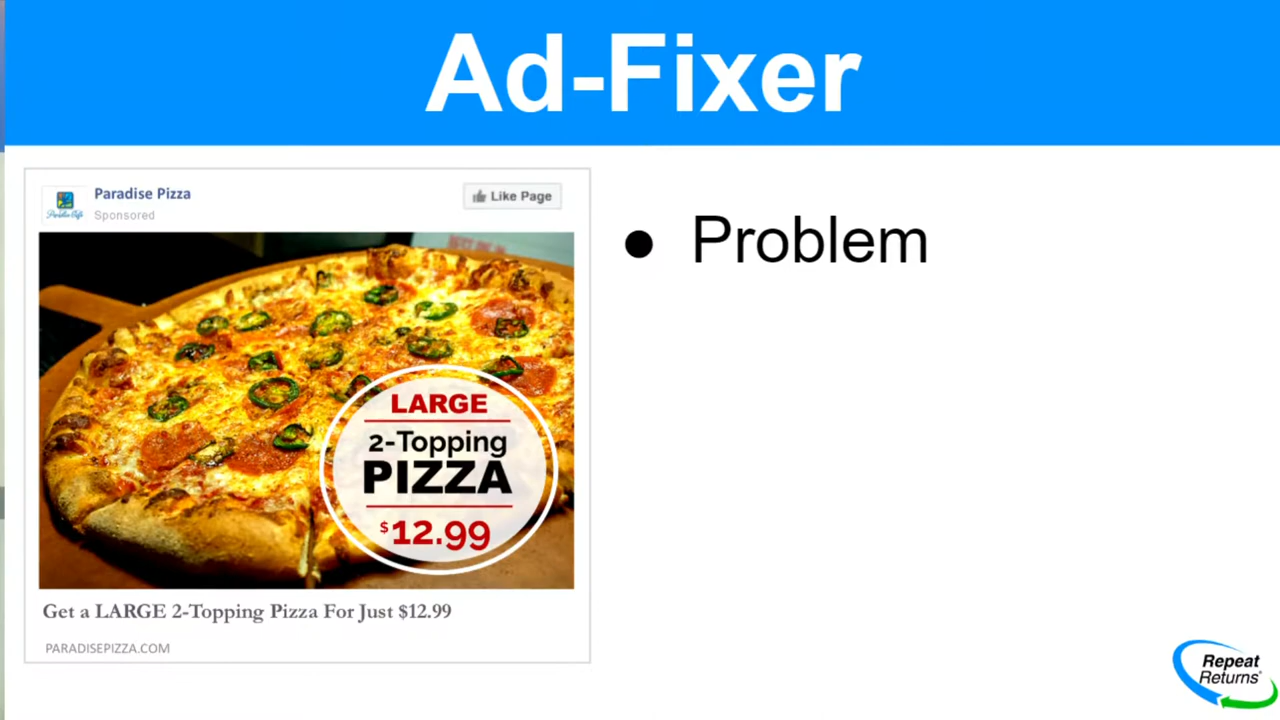 Ad-Fixer
Paradise Pizza
Sponsored
Like Page
LARGE
2-Topping
PIZZA
$12.99
Get a LARGE 2-Topping Pizza For Just $12.99
PARADISEPIZZA.COM
● Problem
Repeat
Returns